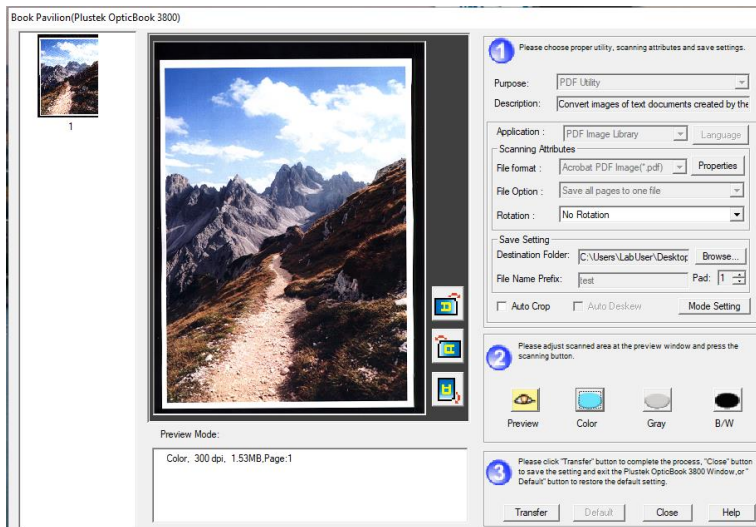 Book Pavilion(Plustek OpticBook 3800)
1
Preview Mode:
Color, 300 dpi, 1.53MB,Page:1
1
Please choose proper utility, scanning attributes and save settings.
Purpose: PDF Utility
Description: Convert images of text documents created by the
Application : PDF Image Library Language
Scanning Attributes
File format : Acrobat PDF Image(*.pdf) Properties
File Option : Save all pages to one file
Rotation : No Rotation
Save Setting
Destination Folder: C:\Users\LabUser\Desktop Browse...
File Name Prefix: test Pad: 1
Auto Crop Auto Deskew Mode Setting
2
Please adjust scanned area at the preview window and press the
scanning button.
Preview Color Gray B/W
3
Please click "Transfer" button to complete the process, "Close" button
to save the setting and exit the Plustek OpticBook 3800 Window,or "
Default" button to restore the default setting.
Transfer Default Close Help